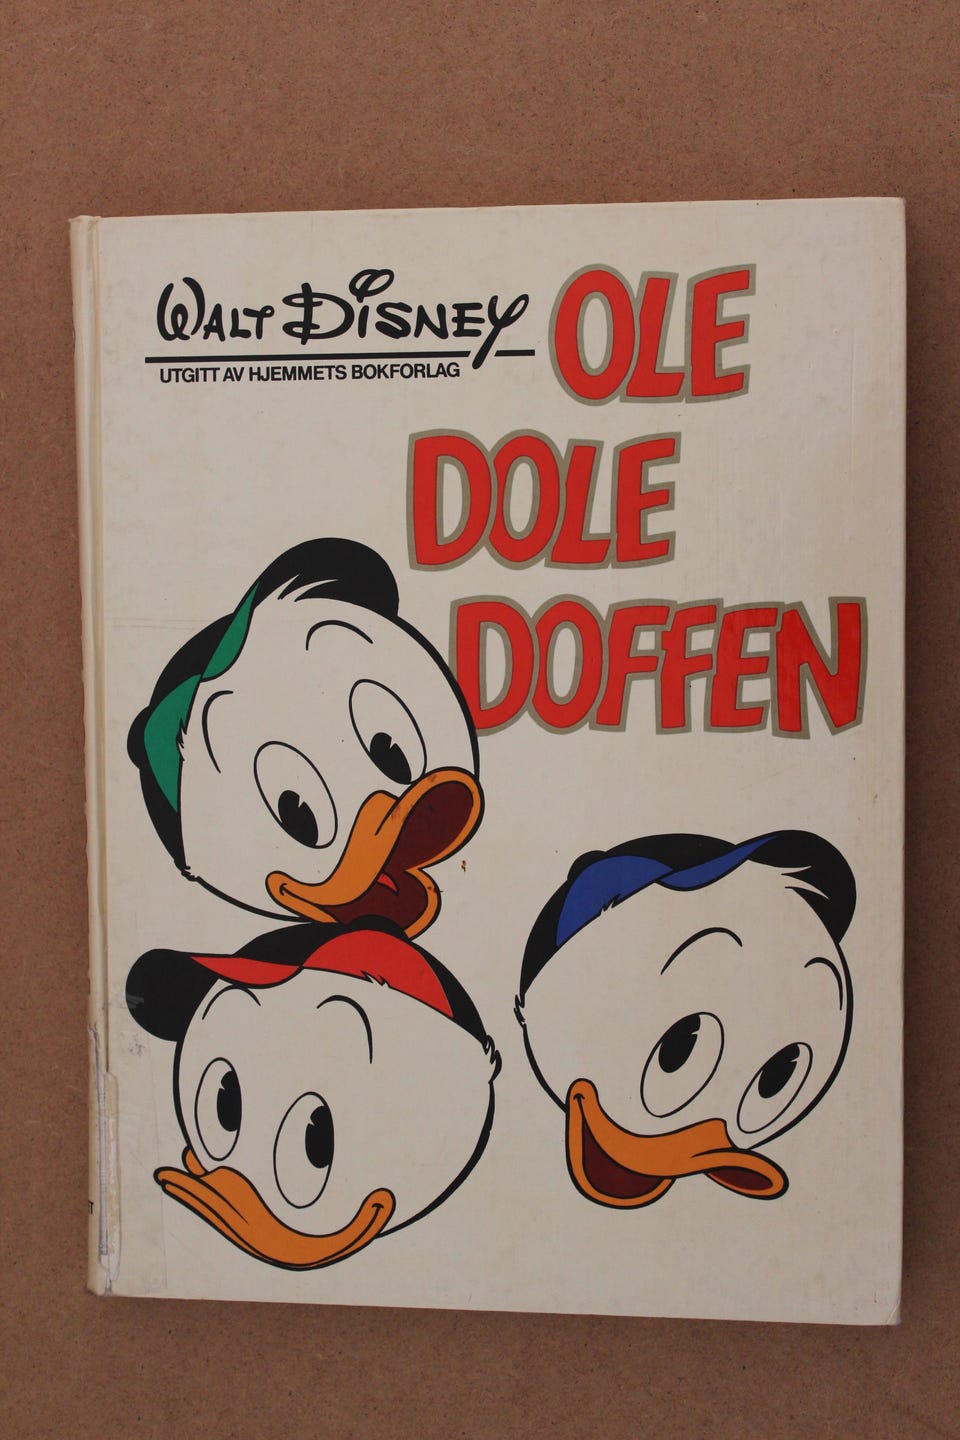 WALT DISNEY
UTGITT AV HJEMMETS BOKFORLAG
OLE
DOLE
DOFFEN